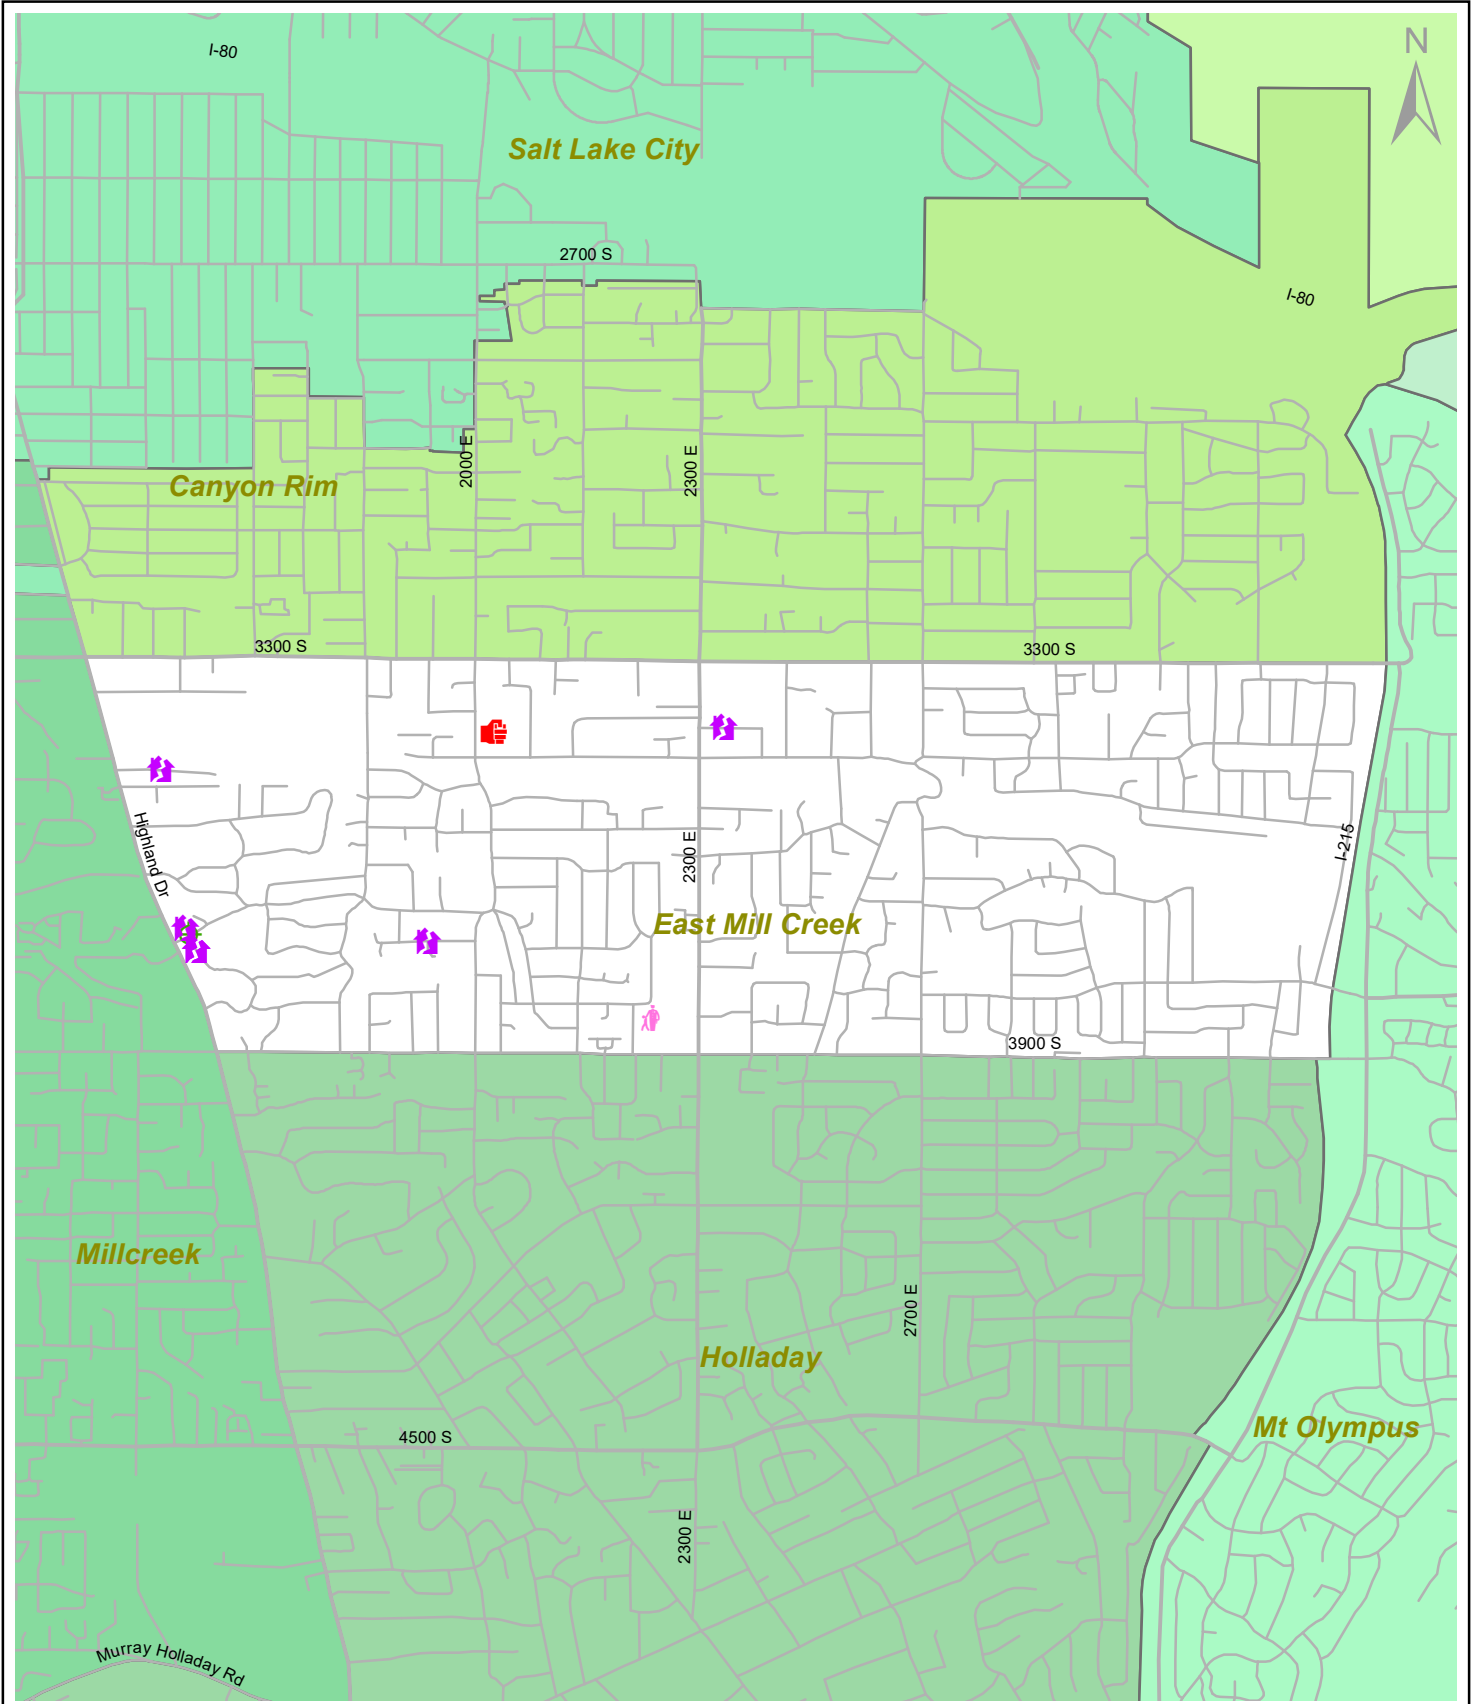 I-80
N
Salt Lake City
2700 S
I-80
2000 E
2300 E
Canyon Rim
3300 S
3300 S
Highland Dr
2300 E
I-215
East Mill Creek
3900 S
Millcreek
2700 E
Holladay
Mt Olympus
4500 S
2300 E
Murray Holladay Rd